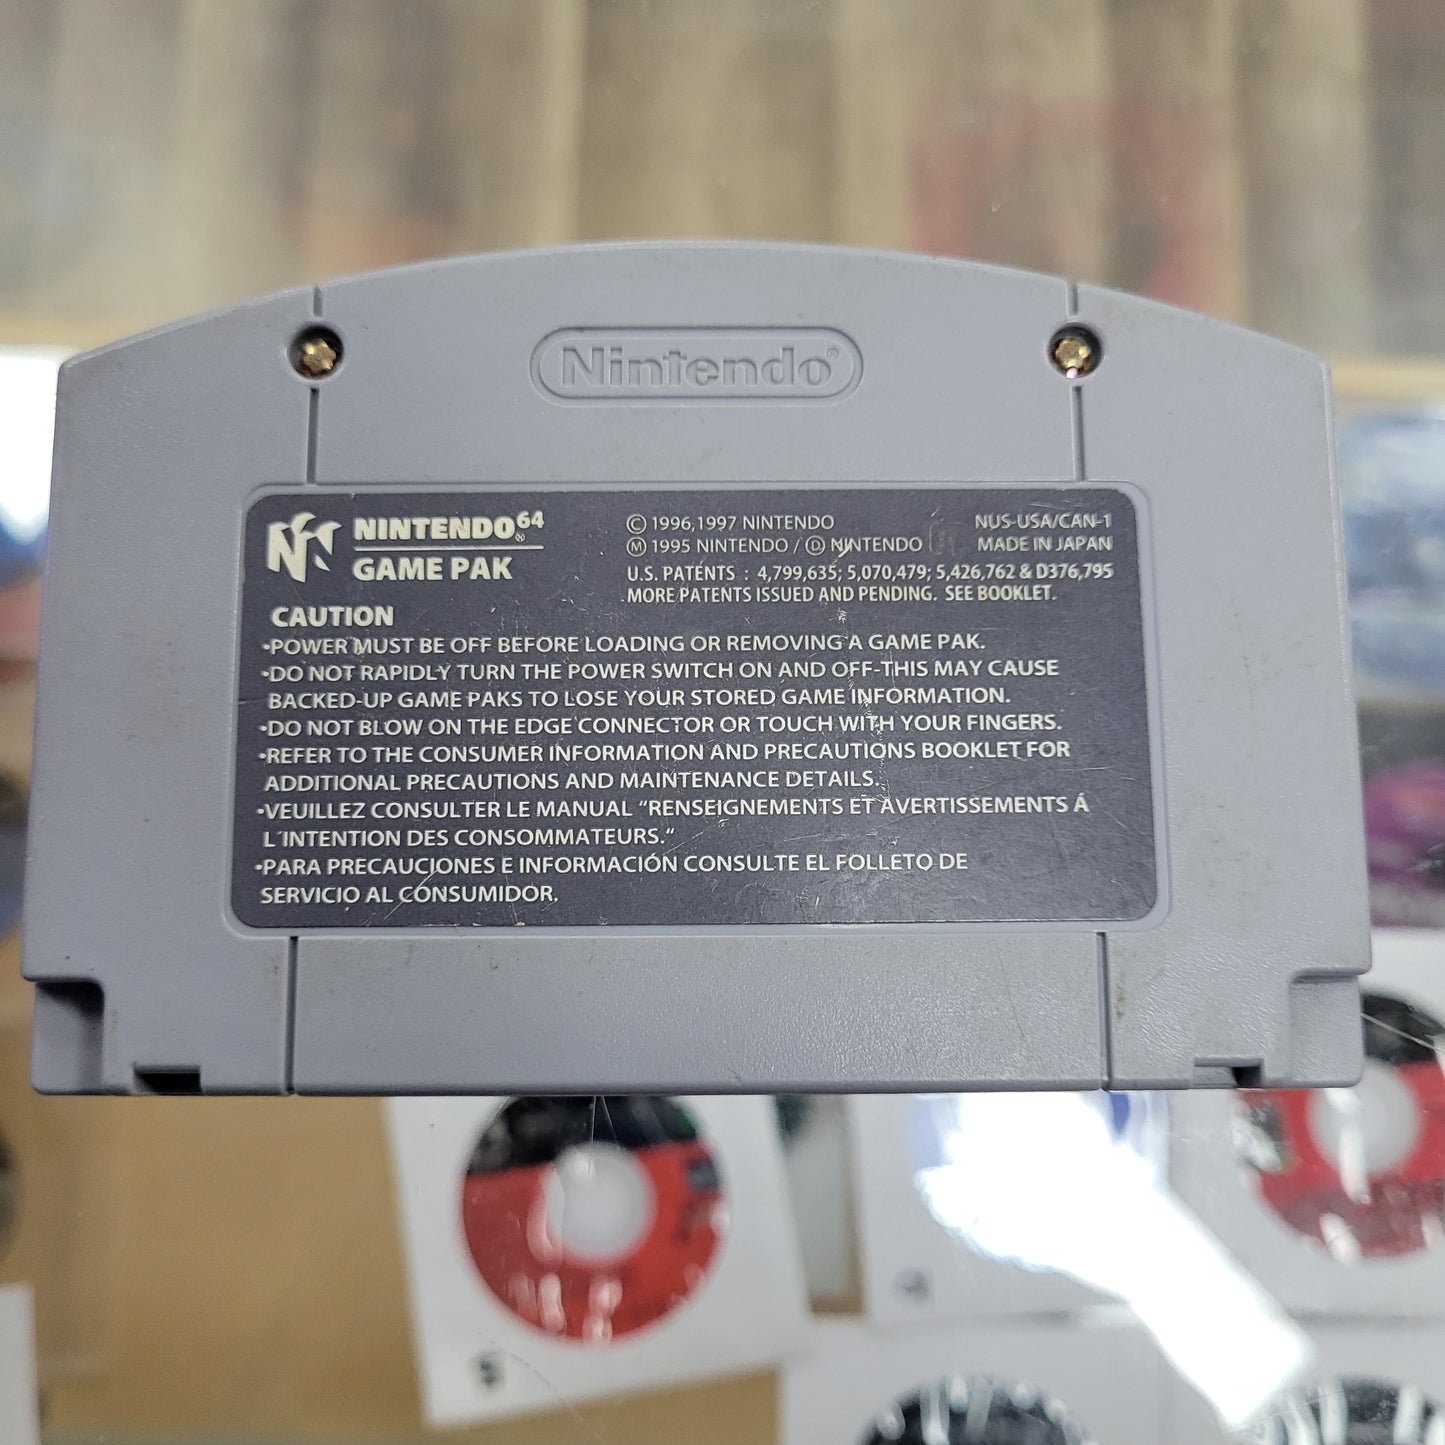 Nintendo®
NINTENDO64®
GAME PAK
© 1996,1997 NINTENDO
Ⓜ 1995 NINTENDO / Ⓓ NINTENDO
NUS-USA/CAN-1
MADE IN JAPAN
U.S. PATENTS : 4,799,635; 5,070,479; 5,426,762 & D376,795
MORE PATENTS ISSUED AND PENDING. SEE BOOKLET.
CAUTION
•POWER MUST BE OFF BEFORE LOADING OR REMOVING A GAME PAK.
•DO NOT RAPIDLY TURN THE POWER SWITCH ON AND OFF-THIS MAY CAUSE
BACKED-UP GAME PAKS TO LOSE YOUR STORED GAME INFORMATION.
•DO NOT BLOW ON THE EDGE CONNECTOR OR TOUCH WITH YOUR FINGERS.
•REFER TO THE CONSUMER INFORMATION AND PRECAUTIONS BOOKLET FOR
ADDITIONAL PRECAUTIONS AND MAINTENANCE DETAILS.
•VEUILLEZ CONSULTER LE MANUAL "RENSEIGNEMENTS ET AVERTISSEMENTS Á
L´INTENTION DES CONSOMMATEURS."
•PARA PRECAUCIONES E INFORMACIÓN CONSULTE EL FOLLETO DE
SERVICIO AL CONSUMIDOR.